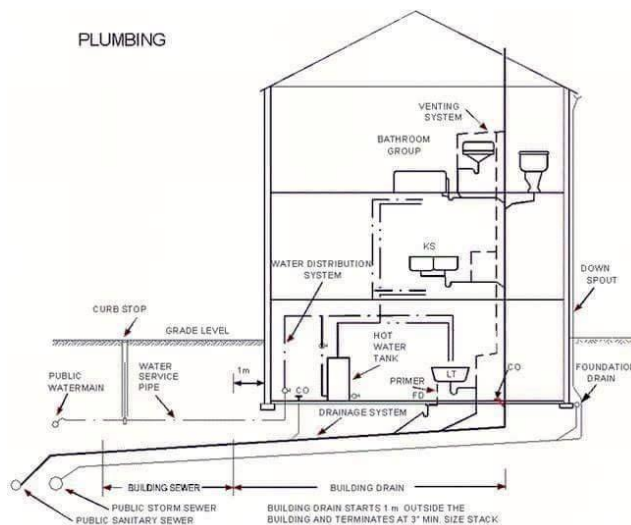 PLUMBING
VENTING
SYSTEM
BATHROOM
GROUP
KS
WATER DISTRIBUTION
SYSTEM
DOWN
SPOUT
CURB STOP
GRADE LEVEL
HOT
WATER
TANK
1m
PUBLIC
WATERMAIN
WATER
SERVICE
PIPE
CO
PRIMER
FD
LT
CO
FOUNDATION
DRAIN
DRAINAGE SYSTEM
BUILDING SEWER
BUILDING DRAIN
PUBLIC STORM SEWER
PUBLIC SANITARY SEWER
BUILDING DRAIN STARTS 1 m OUTSIDE THE
BUILDING AND TERMINATES AT 3" MIN. SIZE STACK